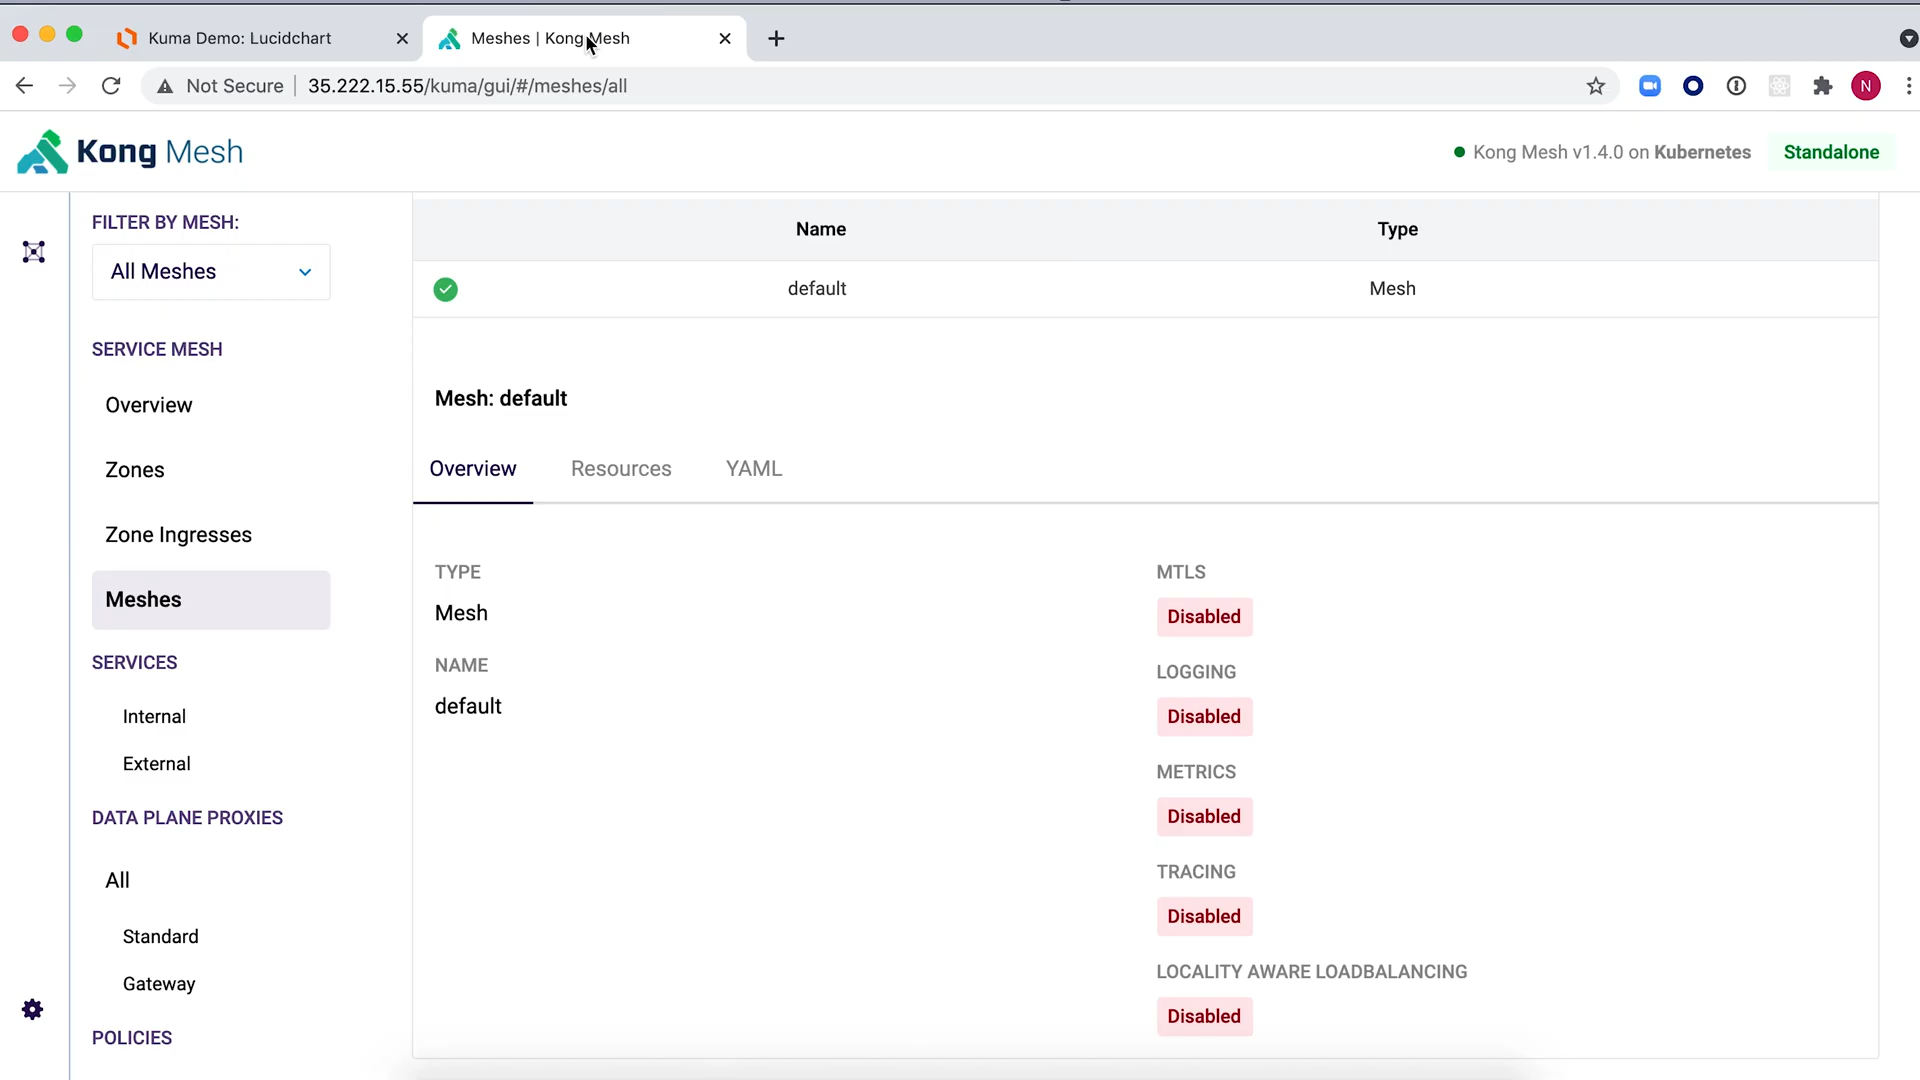 Kuma Demo: Lucidchart
Meshes | Kong Mesh
Not Secure
35.222.15.55/kuma/gui/#/meshes/all
N
Kong Mesh
Kong Mesh v1.4.0 on Kubernetes
Standalone
FILTER BY MESH:
All Meshes
SERVICE MESH
Overview
Zones
Zone Ingresses
Meshes
SERVICES
Internal
External
DATA PLANE PROXIES
All
Standard
Gateway
POLICIES
Name Type
default Mesh
Mesh: default
Overview Resources YAML
TYPE
Mesh
NAME
default
MTLS
Disabled
LOGGING
Disabled
METRICS
Disabled
TRACING
Disabled
LOCALITY AWARE LOADBALANCING
Disabled